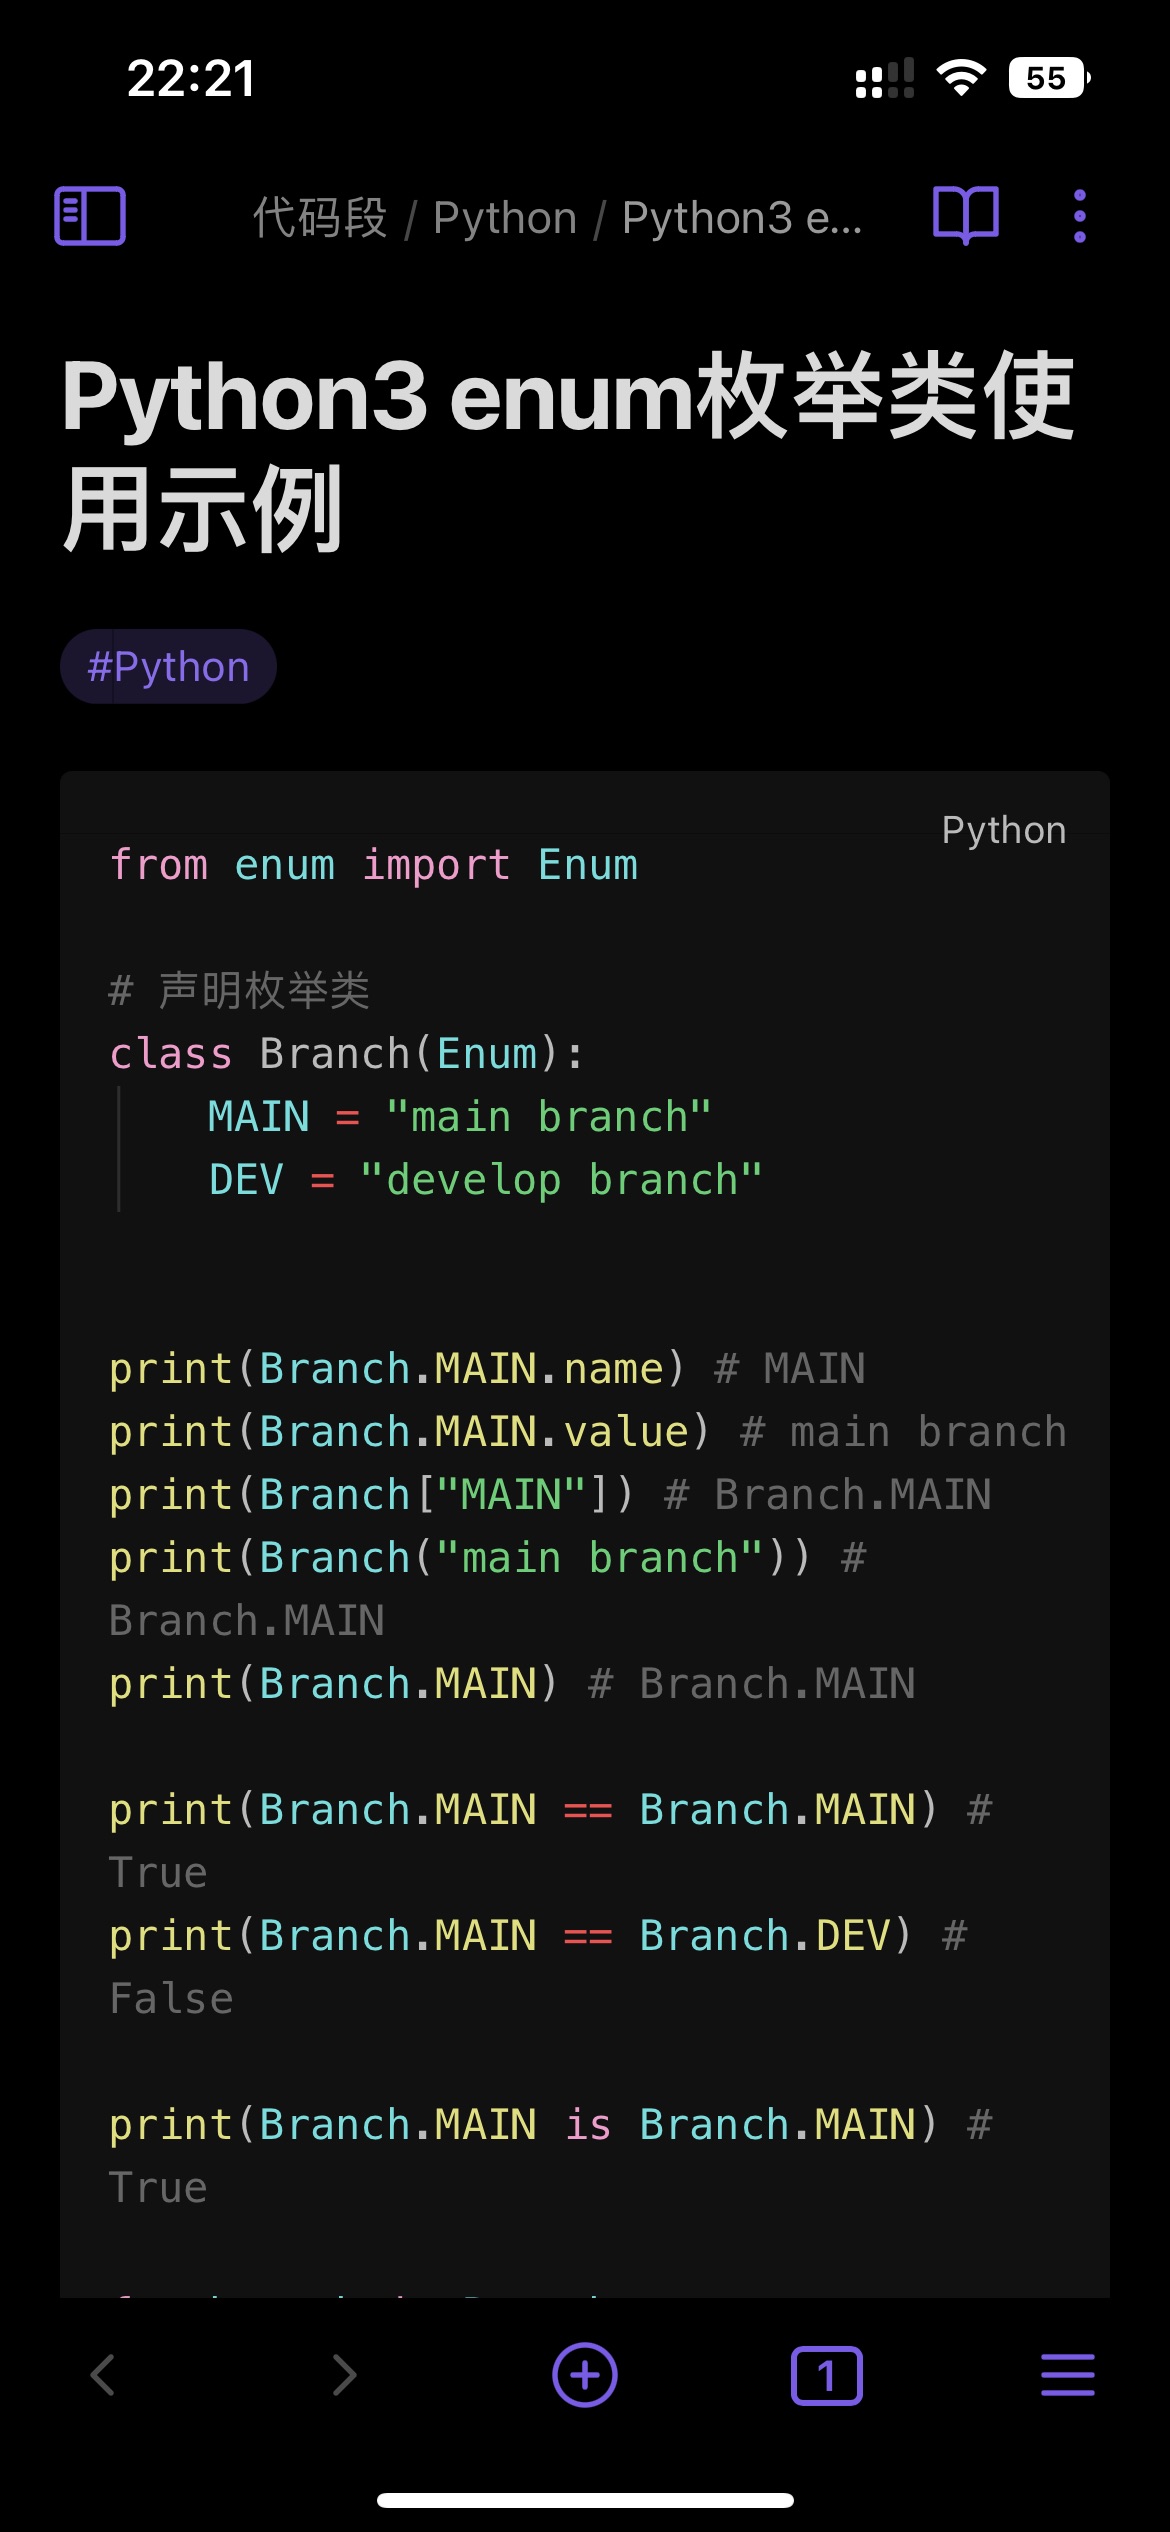 22:21
55
代码段 / Python / Python3 e...
Python3 enum枚举类使
用示例
#Python
Python
from enum import Enum
# 声明枚举类
class Branch(Enum):
    MAIN = "main branch"
    DEV = "develop branch"
print(Branch.MAIN.name) # MAIN
print(Branch.MAIN.value) # main branch
print(Branch["MAIN"]) # Branch.MAIN
print(Branch("main branch")) #
Branch.MAIN
print(Branch.MAIN) # Branch.MAIN
print(Branch.MAIN == Branch.MAIN) #
True
print(Branch.MAIN == Branch.DEV) #
False
print(Branch.MAIN is Branch.MAIN) #
True
1